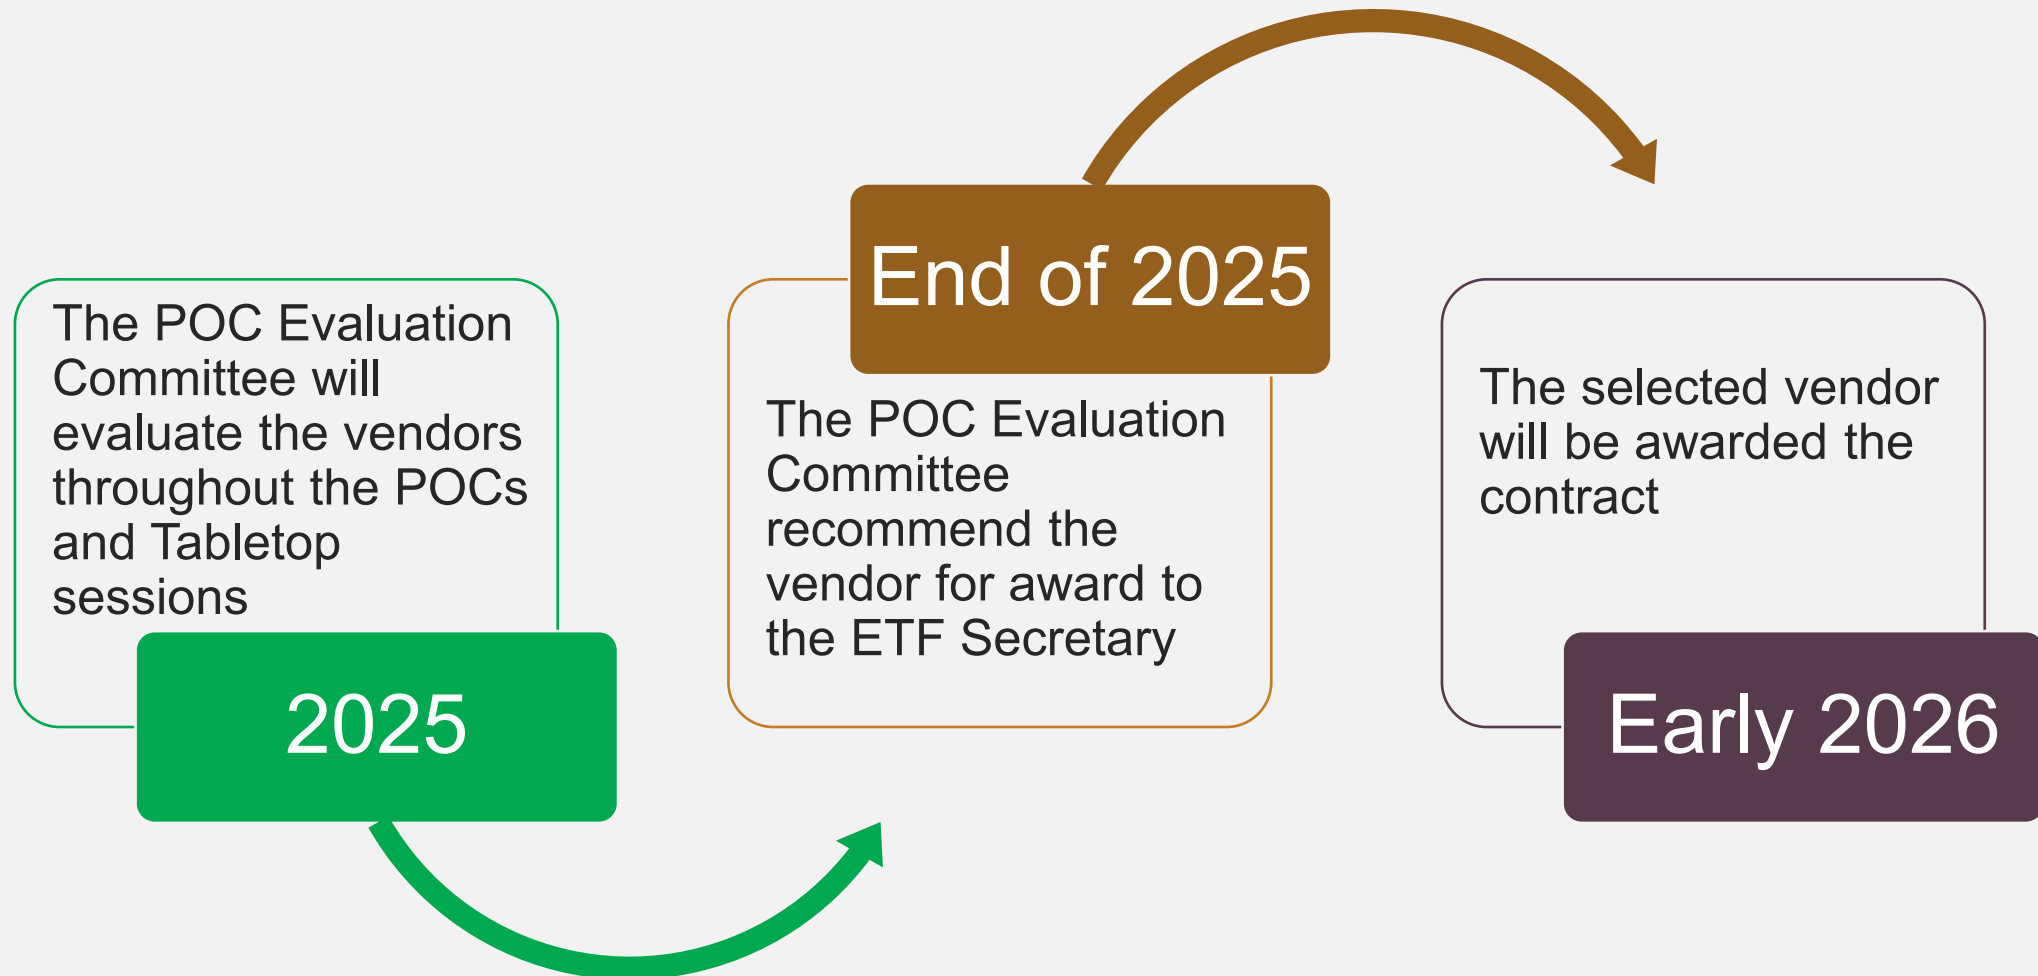 The POC Evaluation
Committee will
evaluate the vendors
throughout the POCs
and Tabletop
sessions
2025
End of 2025
The POC Evaluation
Committee
recommend the
vendor for award to
the ETF Secretary
The selected vendor
will be awarded the
contract
Early 2026